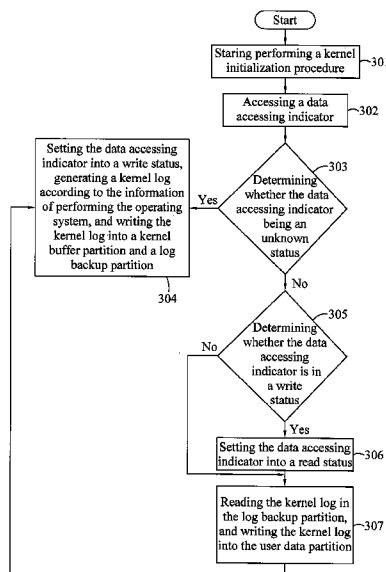 Start
Staring performing a kernel
initialization procedure
301
Accessing a data
accessing indicator
302
303
Determining
whether the data
accessing indicator
being an
unknown
status
Yes
Setting the data accessing
indicator into a write status,
generating a kernel log
according to the information
of performing the operating
system, and writing the
kernel log into a kernel
buffer partition and a log
backup partition
304
No
305
Determining
whether the data
accessing
indicator is in
a write
status
No
Yes
Setting the data accessing
indicator into a read status
306
Reading the kernel log in
the log backup partition,
and writing the kernel log
into the user data partition
307